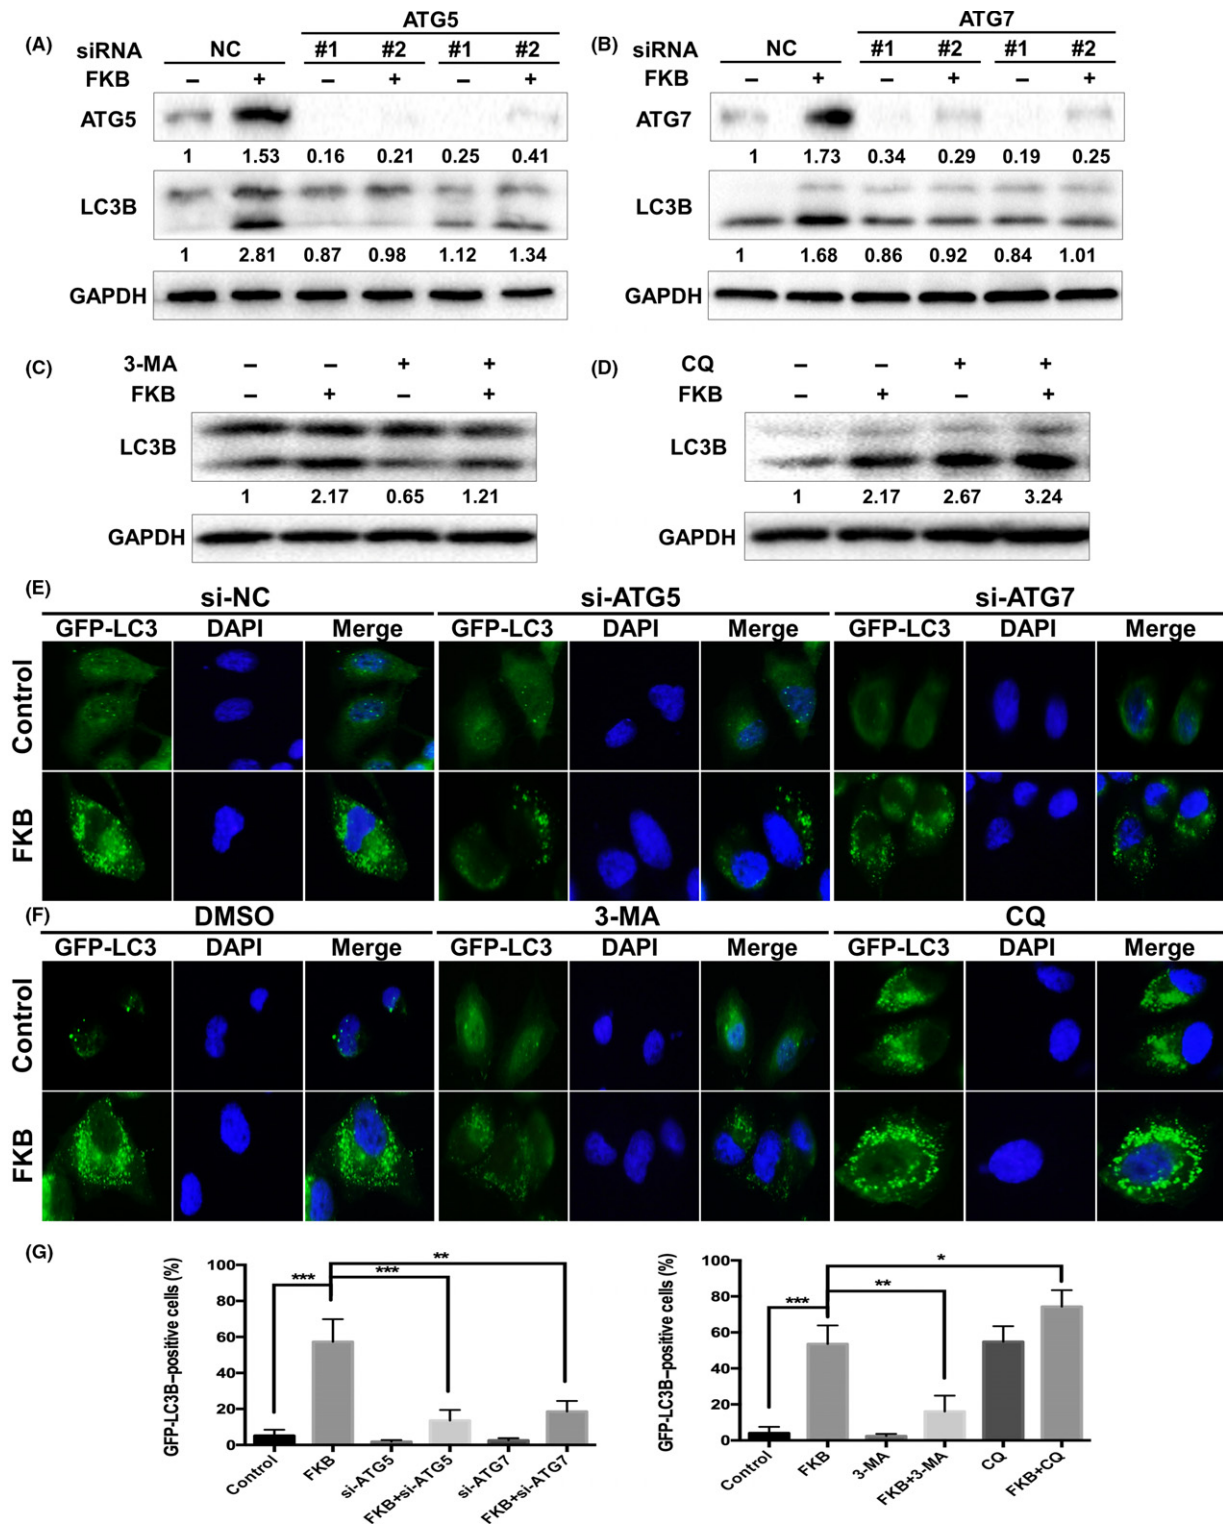 (A)
ATG5
siRNA NC #1 #2 #1 #2
FKB – + – + – +
ATG5
1 1.53 0.16 0.21 0.25 0.41
LC3B
1 2.81 0.87 0.98 1.12 1.34
GAPDH
(B)
ATG7
siRNA NC #1 #2 #1 #2
FKB – + – + – +
ATG7
1 1.73 0.34 0.29 0.19 0.25
LC3B
1 1.68 0.86 0.92 0.84 1.01
GAPDH
(C)
3-MA – – + +
FKB – + – +
LC3B
1 2.17 0.65 1.21
GAPDH
(D)
CQ – – + +
FKB – + – +
LC3B
1 2.17 2.67 3.24
GAPDH
(E)
si-NC si-ATG5 si-ATG7
GFP-LC3 DAPI Merge GFP-LC3 DAPI Merge GFP-LC3 DAPI Merge
Control
FKB
(F)
DMSO 3-MA CQ
GFP-LC3 DAPI Merge GFP-LC3 DAPI Merge GFP-LC3 DAPI Merge
Control
FKB
(G)
GFP-LC3B–positive cells (%)
100
80
60
40
20
0
**
***
***
Control FKB si-ATG5 FKB+si-ATG5 si-ATG7 FKB+si-ATG7
GFP-LC3B–positive cells (%)
100
80
60
40
20
0
*
**
***
Control FKB 3-MA FKB+3-MA CQ FKB+CQ